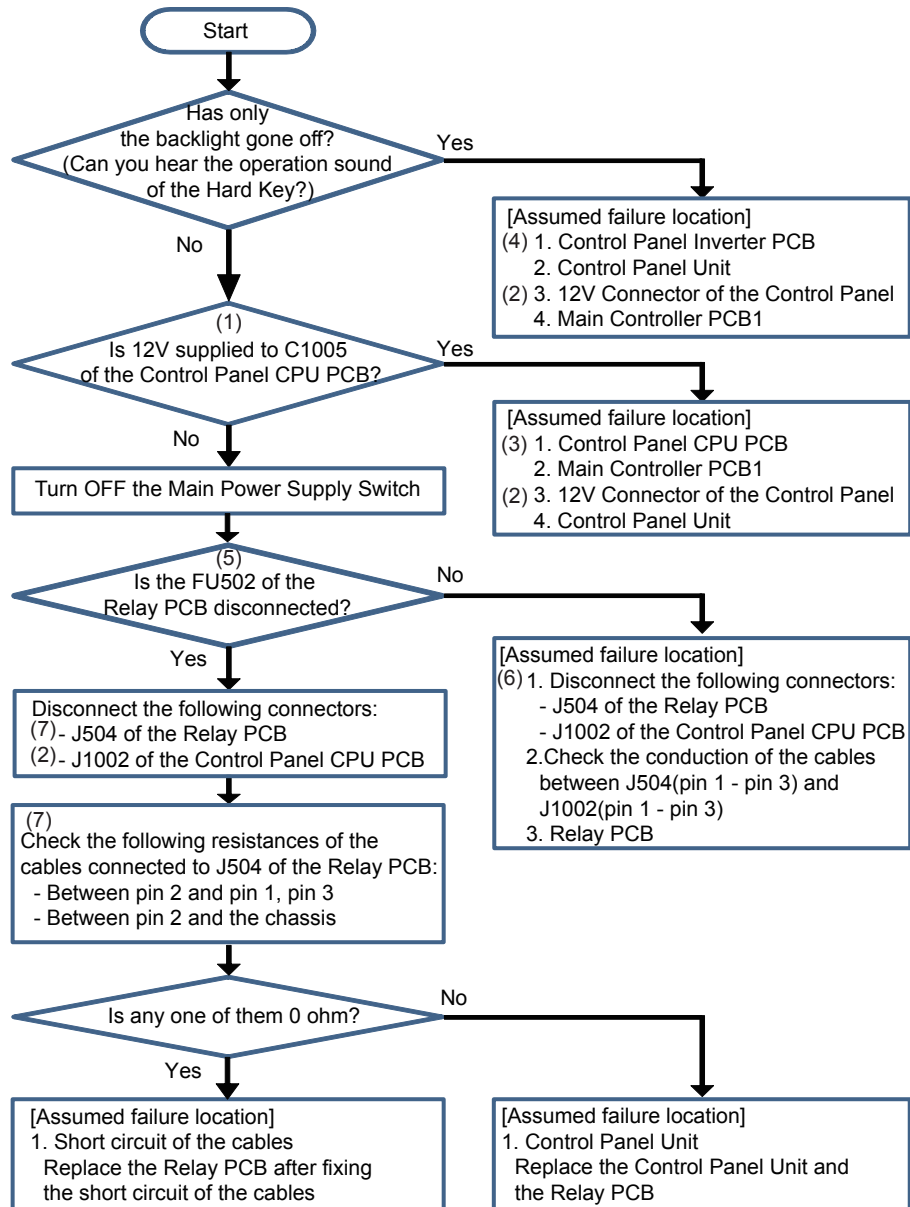 Start
Has only
the backlight gone off?
(Can you hear the operation sound
of the Hard Key?)
Yes
No
[Assumed failure location]
(4) 1. Control Panel Inverter PCB
2. Control Panel Unit
(2) 3. 12V Connector of the Control Panel
4. Main Controller PCB1
(1)
Is 12V supplied to C1005
of the Control Panel CPU PCB?
Yes
No
[Assumed failure location]
(3) 1. Control Panel CPU PCB
2. Main Controller PCB1
(2) 3. 12V Connector of the Control Panel
4. Control Panel Unit
Turn OFF the Main Power Supply Switch
(5)
Is the FU502 of the
Relay PCB disconnected?
No
Yes
[Assumed failure location]
(6) 1. Disconnect the following connectors:
- J504 of the Relay PCB
- J1002 of the Control Panel CPU PCB
2.Check the conduction of the cables
between J504(pin 1 - pin 3) and
J1002(pin 1 - pin 3)
3. Relay PCB
Disconnect the following connectors:
(7) - J504 of the Relay PCB
(2) - J1002 of the Control Panel CPU PCB
(7)
Check the following resistances of the
cables connected to J504 of the Relay PCB:
- Between pin 2 and pin 1, pin 3
- Between pin 2 and the chassis
Is any one of them 0 ohm?
No
Yes
[Assumed failure location]
1. Short circuit of the cables
Replace the Relay PCB after fixing
the short circuit of the cables
[Assumed failure location]
1. Control Panel Unit
Replace the Control Panel Unit and
the Relay PCB